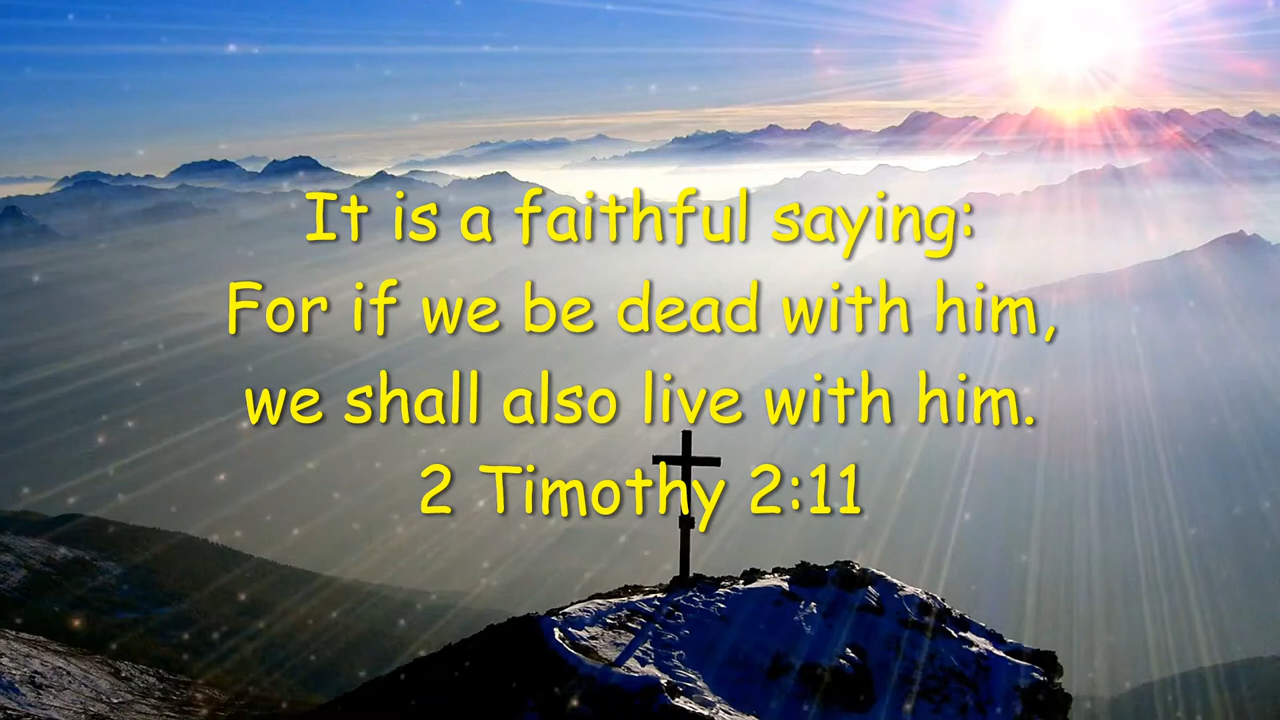 It is a faithful saying:
For if we be dead with him,
we shall also live with him.
2 Timothy 2:11